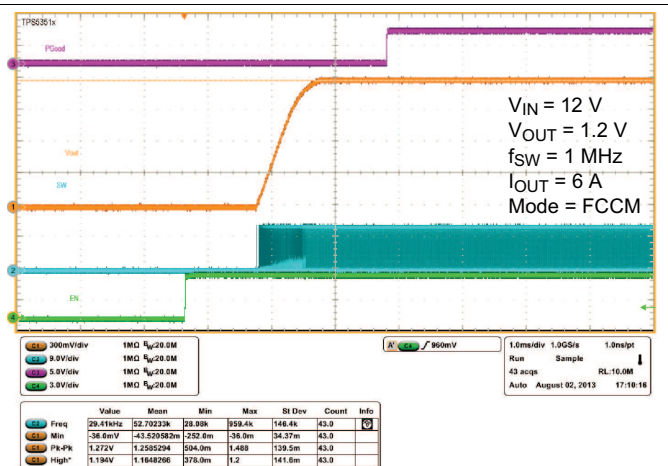 TPS5351x
PGood
3
VIN = 12 V
VOUT = 1.2 V
fSW = 1 MHz
IOUT = 6 A
Mode = FCCM
Vout
SW
1
2
EN
4
C1 300mV/div 1MΩ BW:20.0M
C2 9.0V/div 1MΩ BW:20.0M
C3 5.0V/div 1MΩ BW:20.0M
C4 3.0V/div 1MΩ BW:20.0M
A' C4 960mV
1.0ms/div 1.0GS/s 1.0ns/pt
Run Sample
43 acqs RL:10.0M
Auto August 02, 2013 17:10:16
Value Mean Min Max St Dev Count Info
C2 Freq 29.41kHz 52.70233k 28.08k 959.4k 146.4k 43.0
C1 Min -36.0mV -43.520582m -252.0m -36.0m 34.37m 43.0
C1 Pk-Pk 1.272V 1.2585294 504.0m 1.488 139.5m 43.0
C1 High* 1.194V 1.1648266 378.0m 1.2 141.6m 43.0